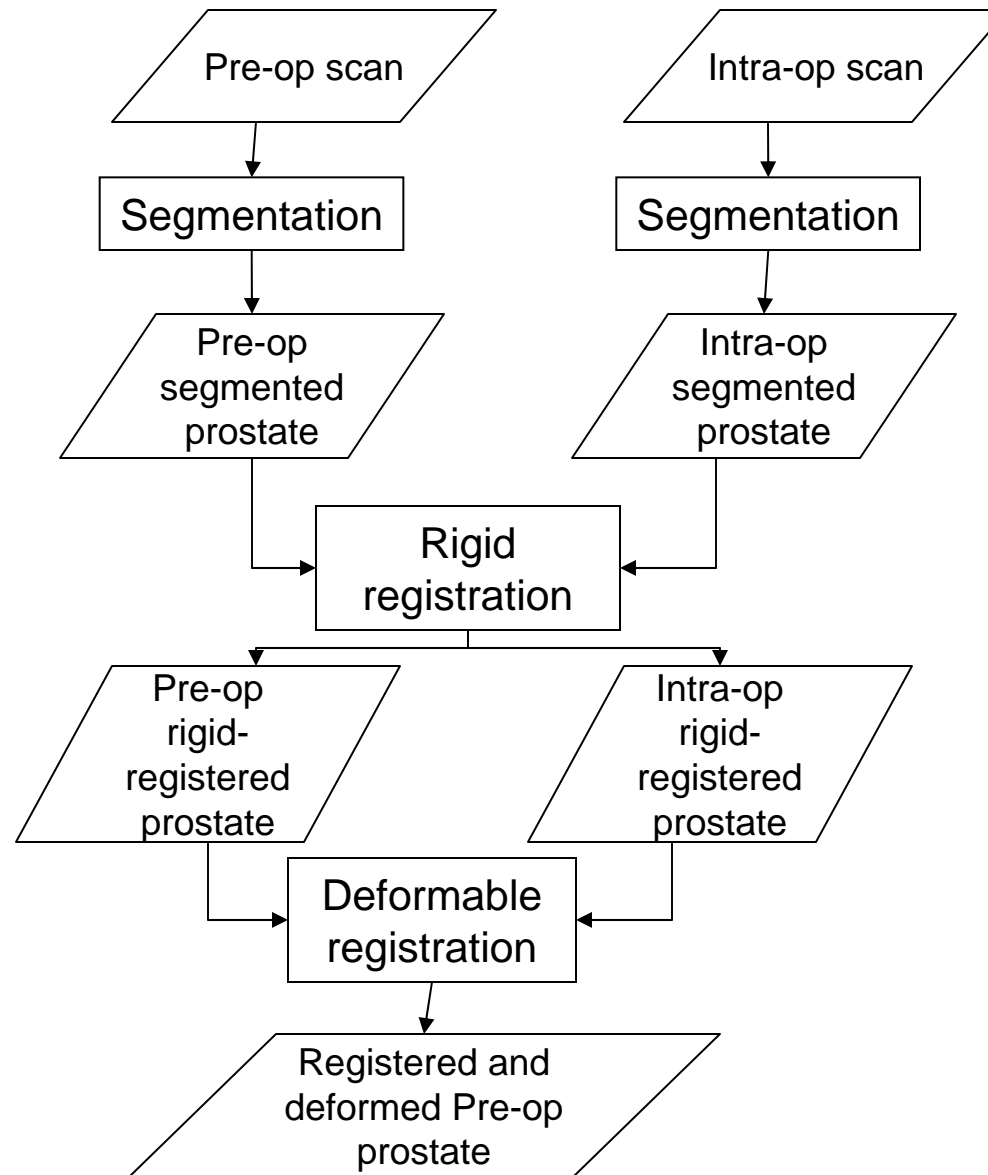 Pre-op scan
Intra-op scan
Segmentation
Segmentation
Pre-op
segmented
prostate
Intra-op
segmented
prostate
Rigid
registration
Pre-op
rigid-
registered
prostate
Intra-op
rigid-
registered
prostate
Deformable
registration
Registered and
deformed Pre-op
prostate